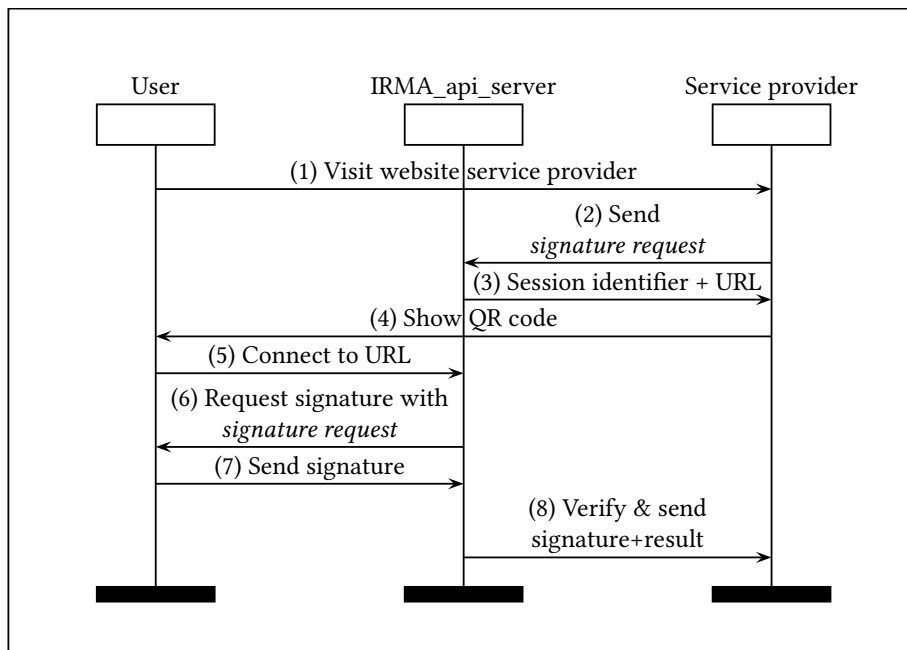 User
IRMA_api_server
Service provider
(1) Visit website service provider
(2) Send
signature request
(3) Session identifier + URL
(4) Show QR code
(5) Connect to URL
(6) Request signature with
signature request
(7) Send signature
(8) Verify & send
signature+result